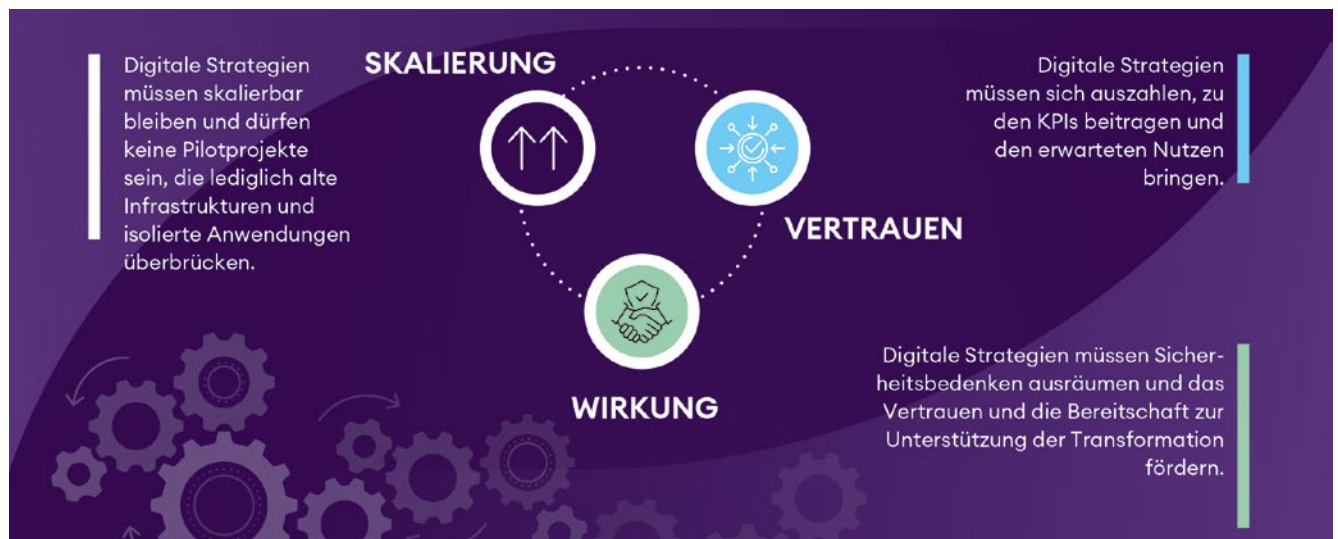 Digitale Strategien
müssen skalierbar
bleiben und dürfen
keine Pilotprojekte
sein, die lediglich alte
Infrastrukturen und
isolierte Anwendungen
überbrücken.
SKALIERUNG
VERTRAUEN
WIRKUNG
Digitale Strategien
müssen sich auszahlen, zu
den KPIs beitragen und
den erwarteten Nutzen
bringen.
Digitale Strategien müssen Sicher-
heitsbedenken ausräumen und das
Vertrauen und die Bereitschaft zur
Unterstützung der Transformation
fördern.